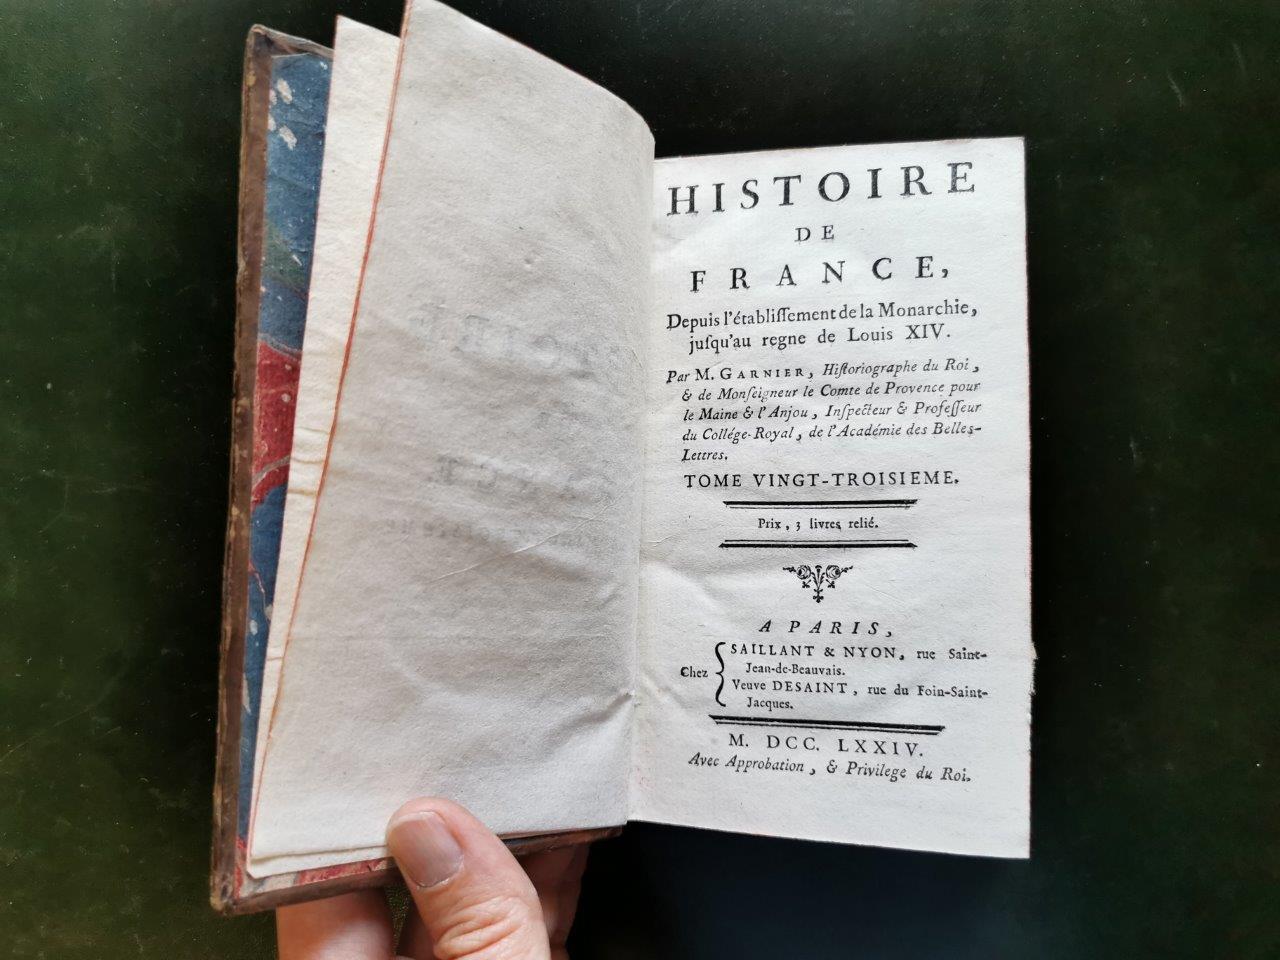 HISTOIRE
DE
FRANCE,
Depuis l'établiſſement de la Monarchie,
juſqu'au regne de Louis XIV.
Par M. GARNIER, Hiſtoriographe du Roi,
& de Monſeigneur le Comte de Provence pour
le Maine & l'Anjou, Inſpecteur & Profeſſeur
du Collége-Royal, de l'Académie des Belles-
Lettres.
TOME VINGT-TROISIEME.
Prix, 3 livres relié.
A PARIS,
Chez
SAILLANT & NYON, rue Saint-
Jean-de-Beauvais.
Veuve DESAINT, rue du Foin-Saint-
Jacques.
M. DCC. LXXIV.
Avec Approbation, & Privilege du Roi.